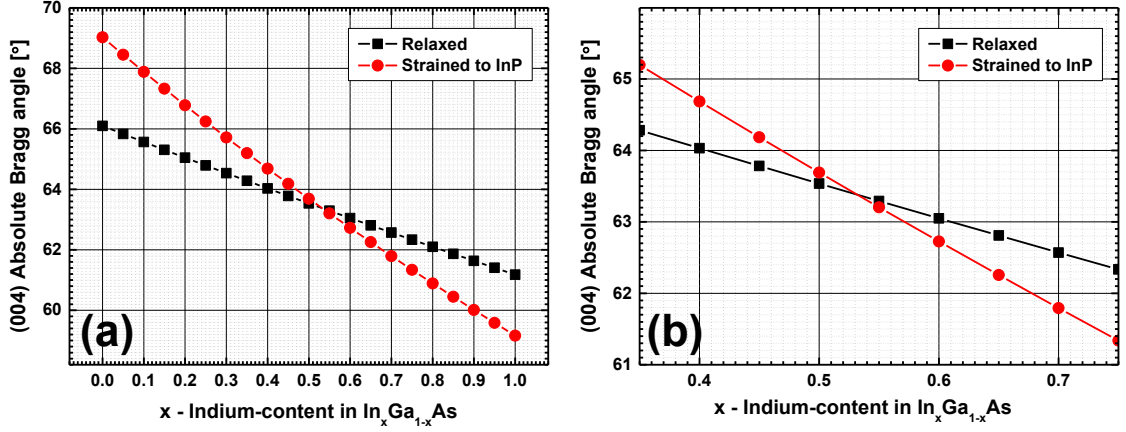 (004) Absolute Bragg angle [°]
70
68
66
64
62
60
Relaxed
Strained to InP
(a)
0.0 0.1 0.2 0.3 0.4 0.5 0.6 0.7 0.8 0.9 1.0
x - Indium-content in InₓGa₁₋ₓAs
(004) Absolute Bragg angle [°]
65
64
63
62
61
Relaxed
Strained to InP
(b)
0.4 0.5 0.6 0.7
x - Indium-content in InₓGa₁₋ₓAs